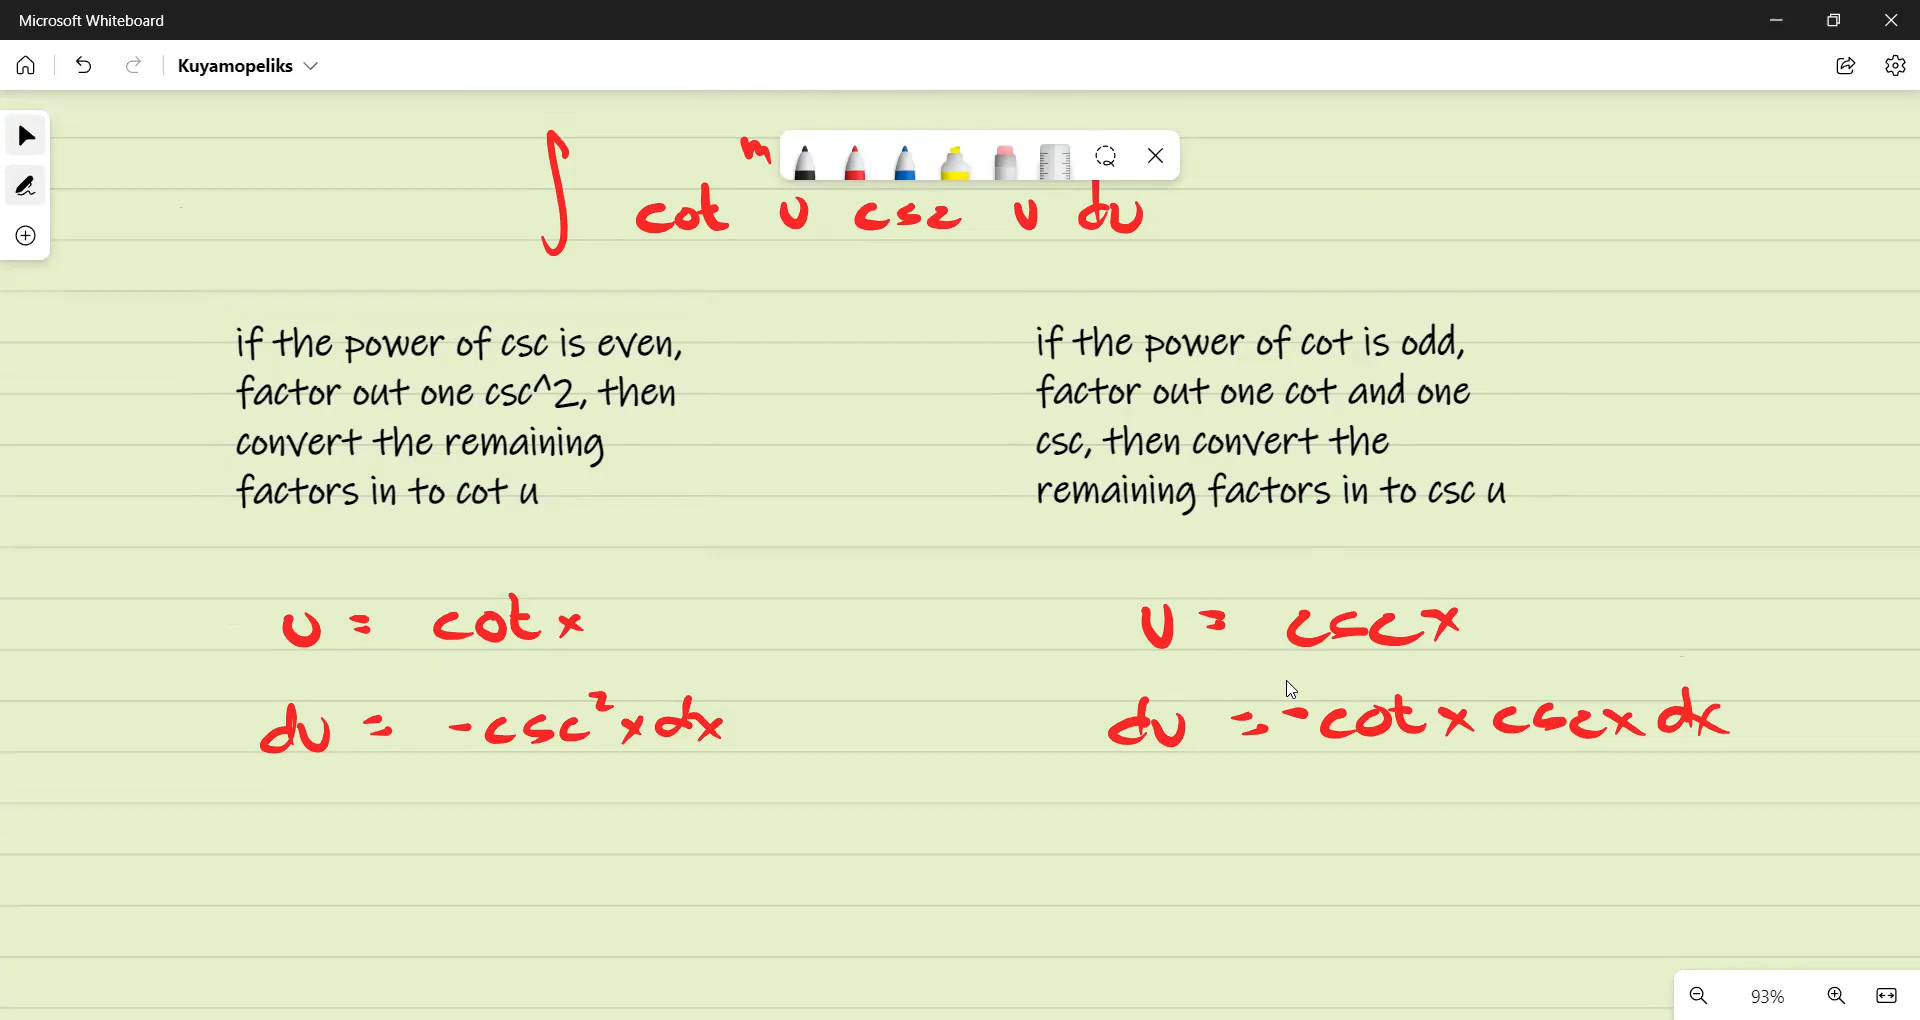 Microsoft Whiteboard
Kuyamopeliks
∫ cot^m u csc u du
if the power of csc is even,
factor out one csc^2, then
convert the remaining
factors in to cot u
if the power of cot is odd,
factor out one cot and one
csc, then convert the
remaining factors in to csc u
u = cot x
du = -csc² x dx
u = csc x
du = -cot x csc x dx
93%